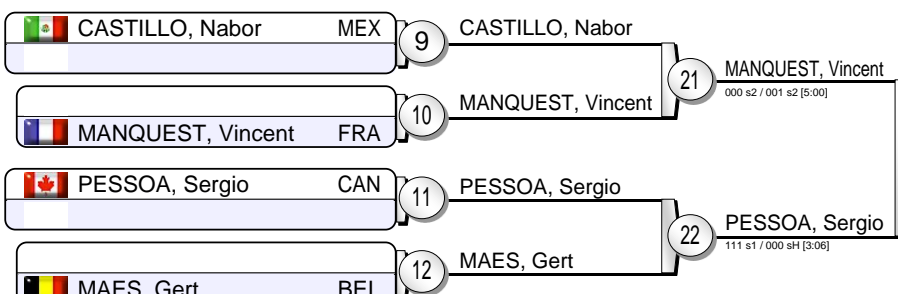 CASTILLO, Nabor MEX
9
CASTILLO, Nabor
21
MANQUEST, Vincent
000 s2 / 001 s2 [5:00]
MANQUEST, Vincent
10
MANQUEST, Vincent FRA
PESSOA, Sergio CAN
11
PESSOA, Sergio
22
PESSOA, Sergio
111 s1 / 000 sH [3:06]
MAES, Gert
12
MAES, Gert BEL